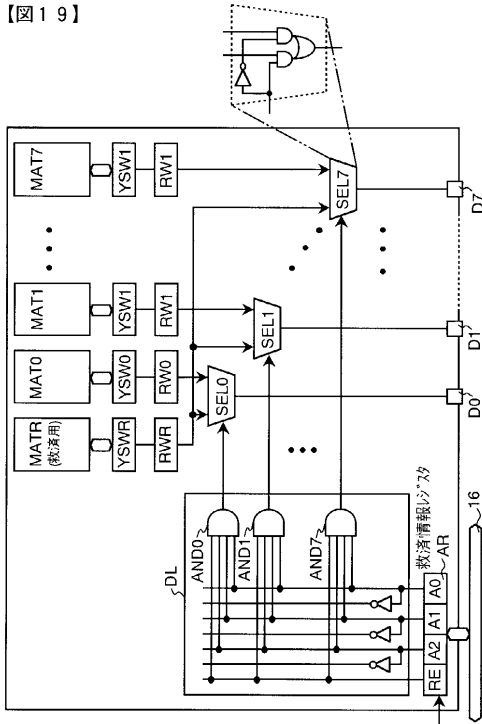 【図19】
MAT7
YSW1
RW1
SEL7
D7
MAT1
YSW1
RW1
SEL1
D1
MAT0
YSW0
RW0
SEL0
D0
MATR
(救済用)
YSWR
RWR
DL
AND0
AND1
AND7
救済情報レジスタ
AR
RE A2 A1 A0
16